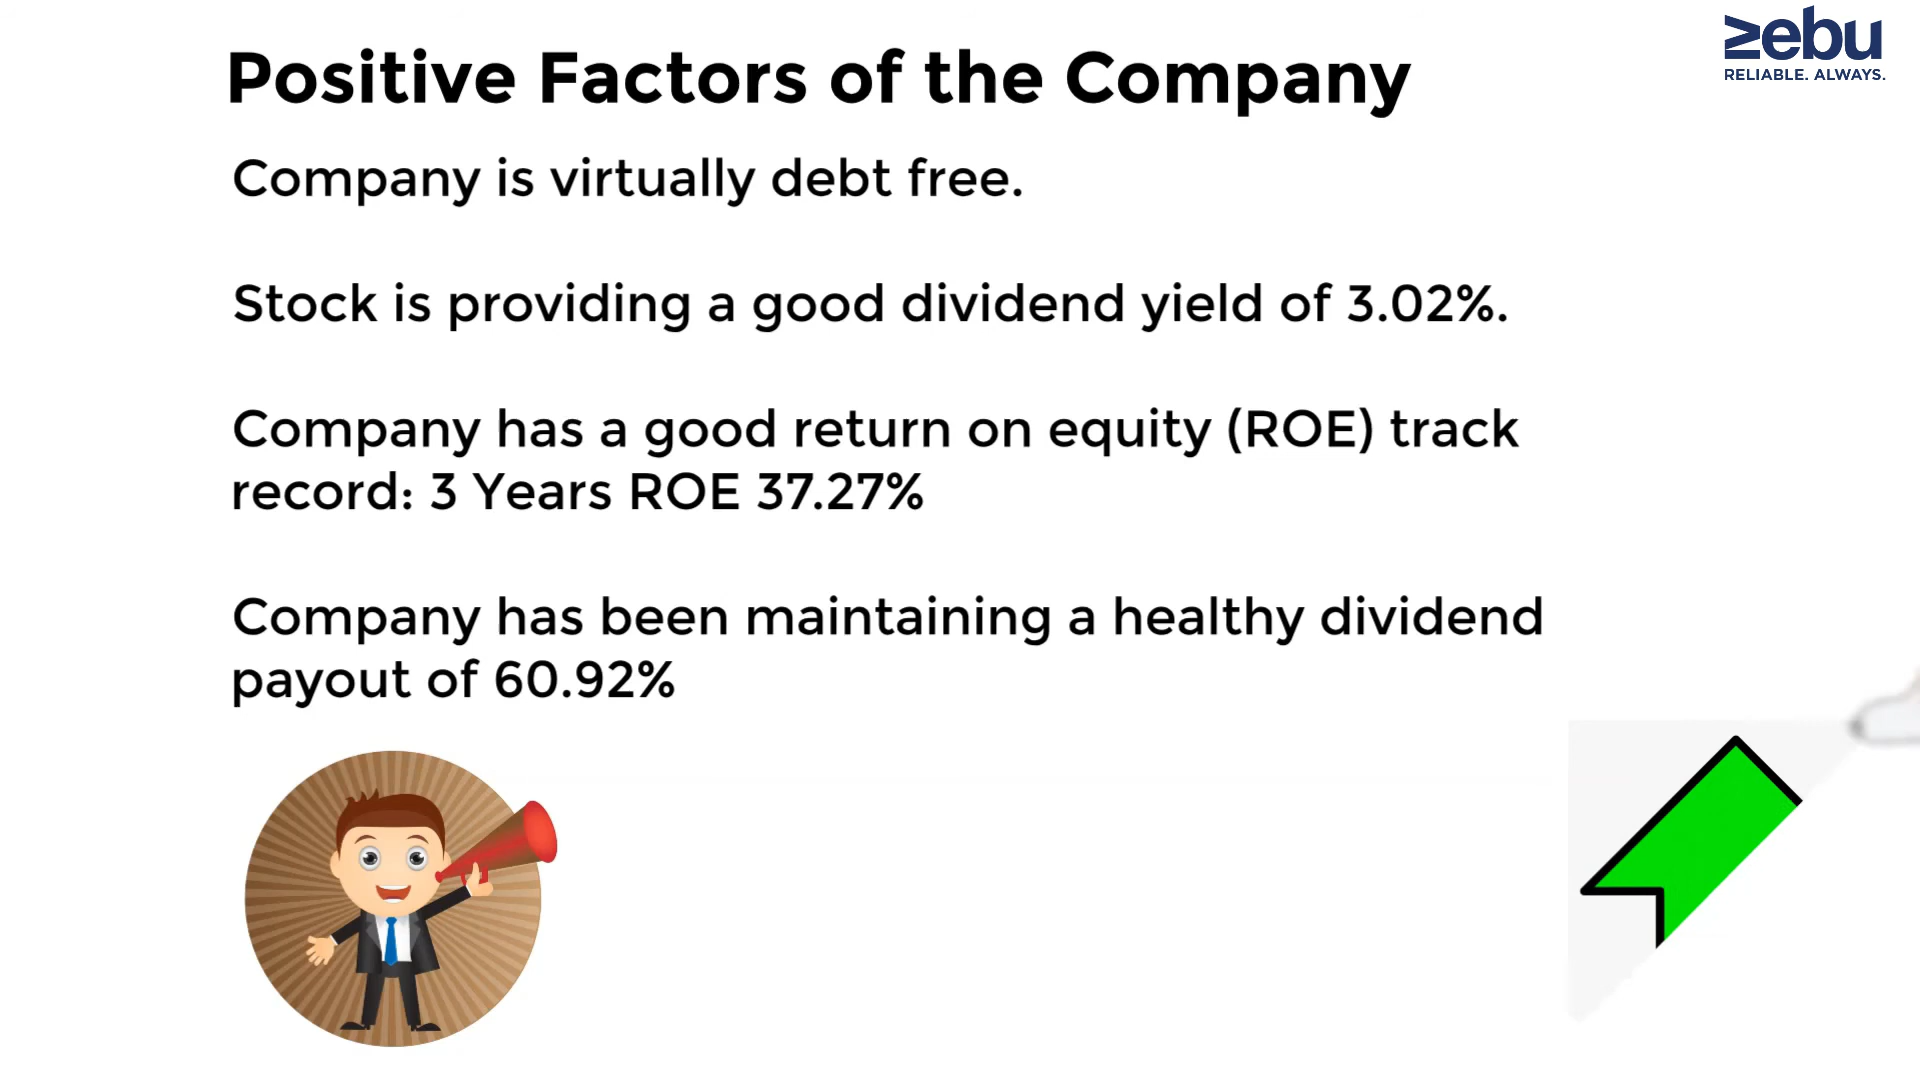 zebu
RELIABLE. ALWAYS.
Positive Factors of the Company
Company is virtually debt free.
Stock is providing a good dividend yield of 3.02%.
Company has a good return on equity (ROE) track
record: 3 Years ROE 37.27%
Company has been maintaining a healthy dividend
payout of 60.92%